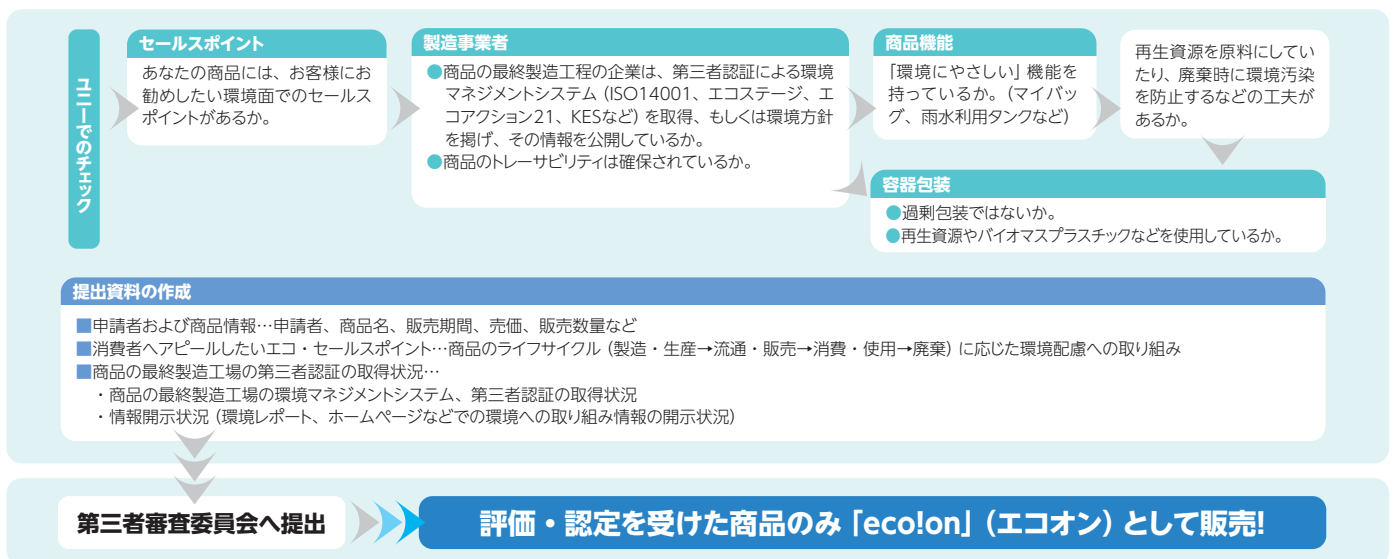 ユニーでのチェック
セールスポイント
あなたの商品には、お客様にお
勧めしたい環境面でのセールス
ポイントがあるか。
製造事業者
●商品の最終製造工程の企業は、第三者認証による環境
マネジメントシステム（ISO14001、エコステージ、エ
コアクション21、KESなど）を取得、もしくは環境方針
を掲げ、その情報を公開しているか。
●商品のトレーサビリティは確保されているか。
商品機能
「環境にやさしい」機能を
持っているか。（マイバッ
グ、雨水利用タンクなど）
再生資源を原料にしてい
たり、廃棄時に環境汚染
を防止するなどの工夫が
あるか。
容器包装
●過剰包装ではないか。
●再生資源やバイオマスプラスチックなどを使用しているか。
提出資料の作成
■申請者および商品情報…申請者、商品名、販売期間、売価、販売数量など
■消費者へアピールしたいエコ・セールスポイント…商品のライフサイクル（製造・生産→流通・販売→消費・使用→廃棄）に応じた環境配慮への取り組み
■商品の最終製造工場の第三者認証の取得状況…
・商品の最終製造工場の環境マネジメントシステム、第三者認証の取得状況
・情報開示状況（環境レポート、ホームページなどでの環境への取り組み情報の開示状況）
第三者審査委員会へ提出
評価・認定を受けた商品のみ「eco!on」（エコオン）として販売!